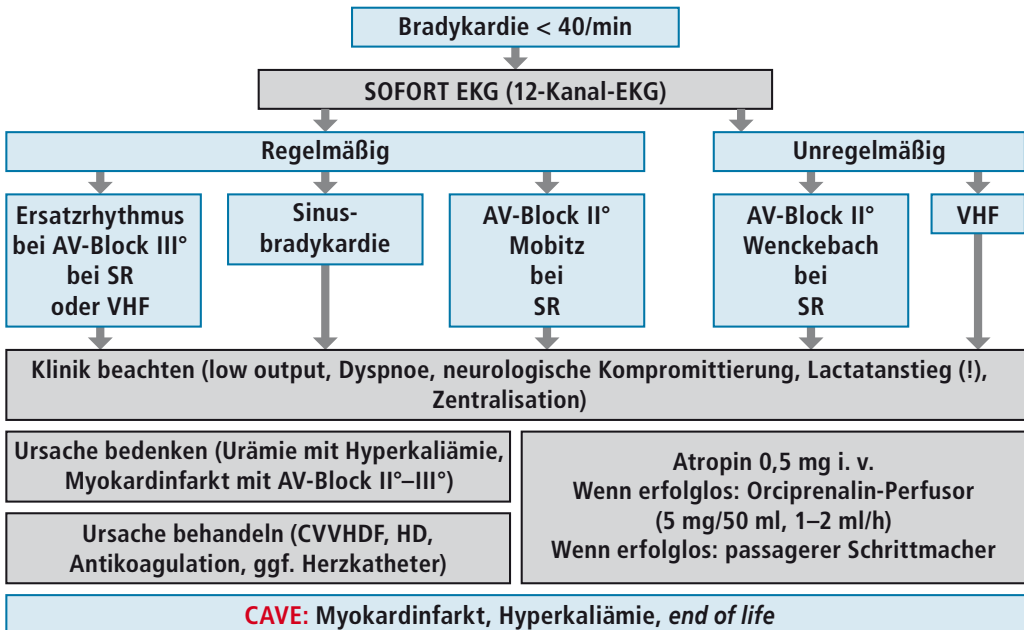 Bradykardie < 40/min
SOFORT EKG (12-Kanal-EKG)
Regelmäßig
Unregelmäßig
Ersatzrhythmus
bei AV-Block III°
bei SR
oder VHF
Sinus-
bradykardie
AV-Block II°
Mobitz
bei
SR
AV-Block II°
Wenckebach
bei
SR
VHF
Klinik beachten (low output, Dyspnoe, neurologische Kompromittierung, Lactatanstieg (!),
Zentralisation)
Ursache bedenken (Urämie mit Hyperkaliämie,
Myokardinfarkt mit AV-Block II°–III°)
Ursache behandeln (CVVHDF, HD,
Antikoagulation, ggf. Herzkatheter)
Atropin 0,5 mg i. v.
Wenn erfolglos: Orciprenalin-Perfusor
(5 mg/50 ml, 1–2 ml/h)
Wenn erfolglos: passagerer Schrittmacher
CAVE: Myokardinfarkt, Hyperkaliämie, end of life